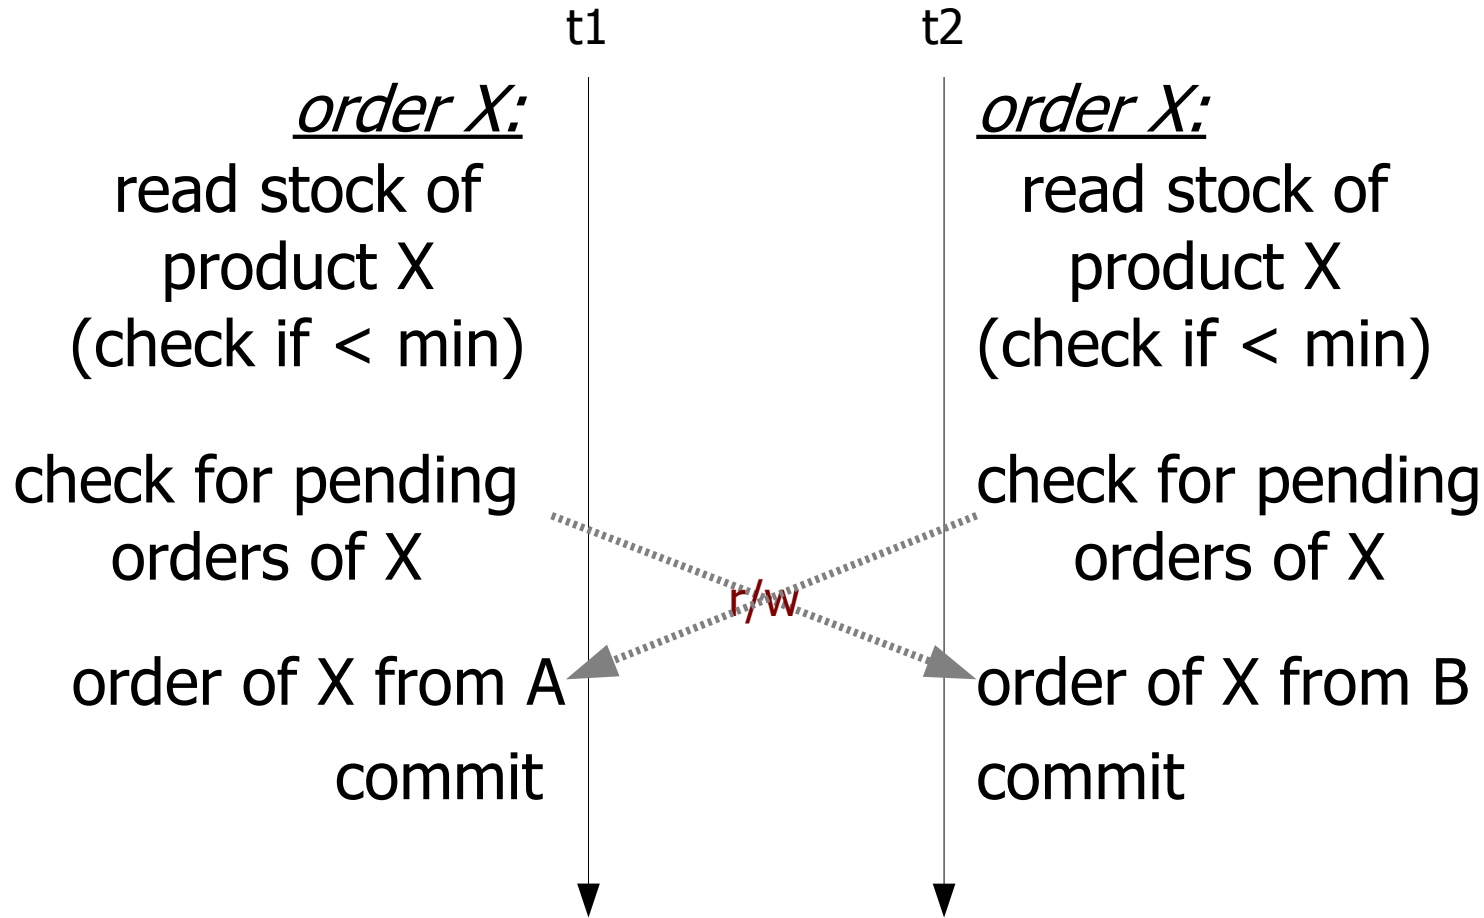 t1
t2
order X:
read stock of
product X
(check if < min)
check for pending
orders of X
order of X from A
commit
r/w
order X:
read stock of
product X
(check if < min)
check for pending
orders of X
order of X from B
commit